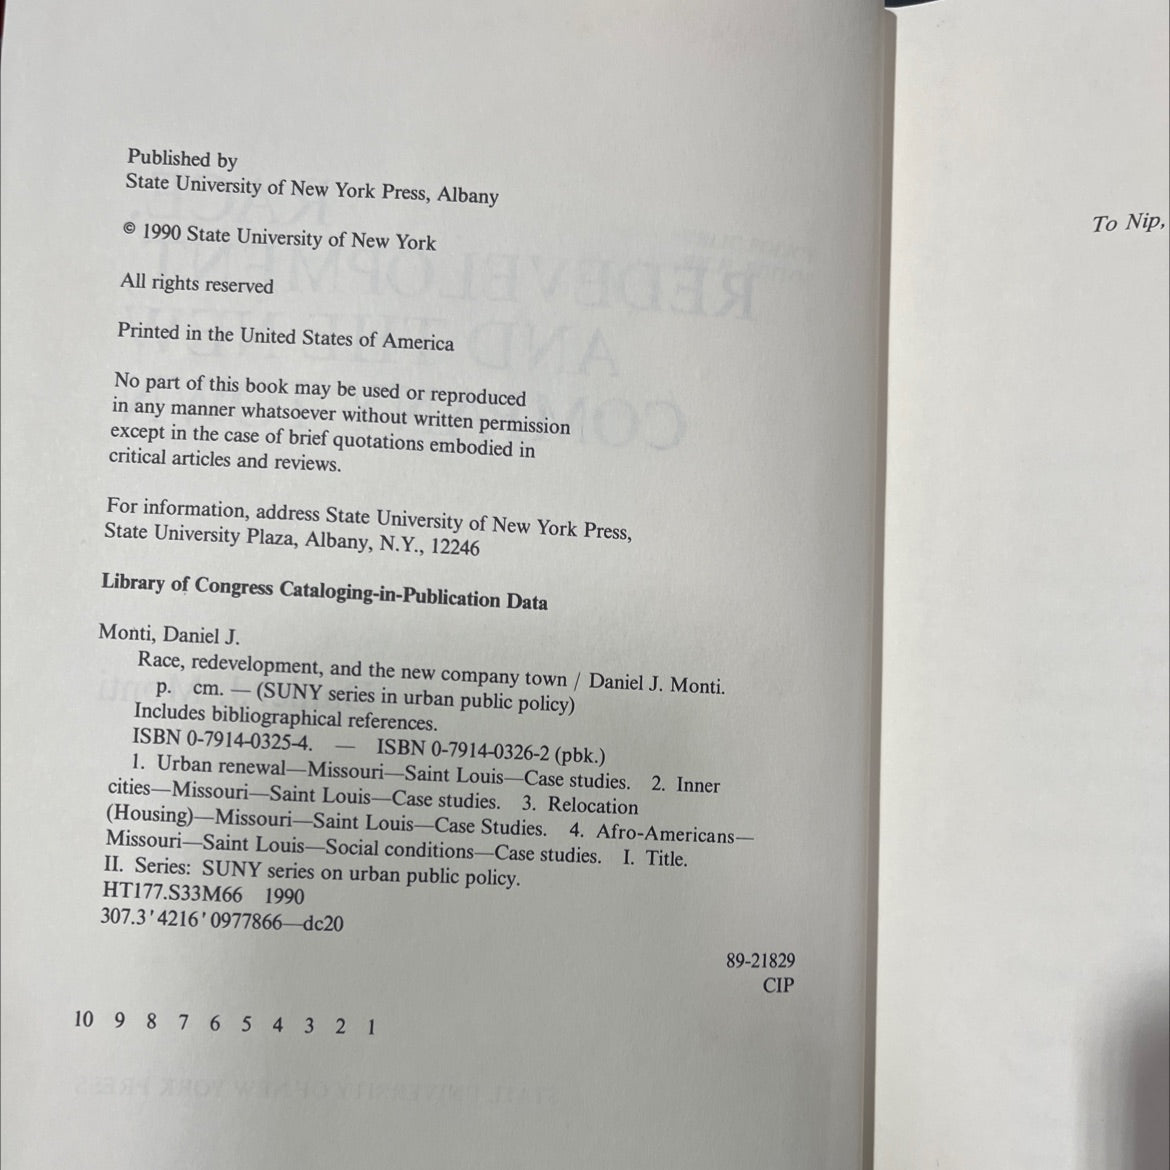 Published by
State University of New York Press, Albany
© 1990 State University of New York
All rights reserved
Printed in the United States of America
No part of this book may be used or reproduced
in any manner whatsoever without written permission
except in the case of brief quotations embodied in
critical articles and reviews.
For information, address State University of New York Press,
State University Plaza, Albany, N.Y., 12246
Library of Congress Cataloging-in-Publication Data
Monti, Daniel J.
Race, redevelopment, and the new company town / Daniel J. Monti.
p. cm. — (SUNY series in urban public policy)
Includes bibliographical references.
ISBN 0-7914-0325-4. — ISBN 0-7914-0326-2 (pbk.)
1. Urban renewal—Missouri—Saint Louis—Case studies. 2. Inner
cities—Missouri—Saint Louis—Case studies. 3. Relocation
(Housing)—Missouri—Saint Louis—Case Studies. 4. Afro-Americans—
Missouri—Saint Louis—Social conditions—Case studies. I. Title.
II. Series: SUNY series on urban public policy.
HT177.S33M66 1990
307.3'4216'0977866—dc20
89-21829
CIP
10 9 8 7 6 5 4 3 2 1
To Nip,